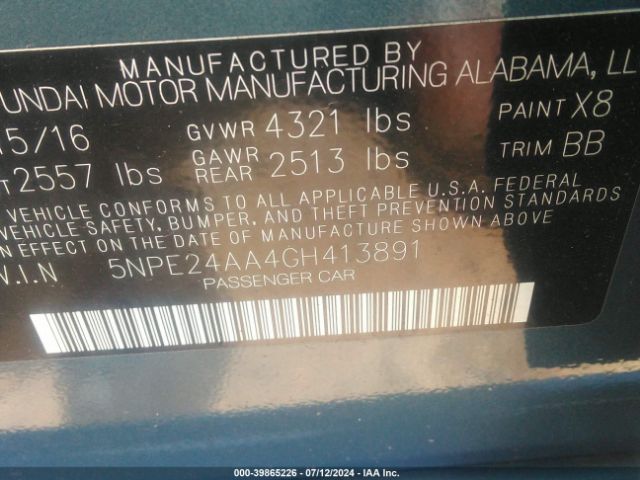 MANUFACTURED BY
UNDAI MOTOR MANUFACTURING ALABAMA, LL
5/16 GVWR 4321 lbs PAINT X8
T 2557 lbs GAWR REAR 2513 lbs TRIM BB
VEHICLE CONFORMS TO ALL APPLICABLE U.S.A. FEDERAL
VEHICLE SAFETY, BUMPER, AND THEFT PREVENTION STANDARDS
IN EFFECT ON THE DATE OF MANUFACTURE SHOWN ABOVE
V.I.N 5NPE24AA4GH413891
PASSENGER CAR
000-39865226 - 07/12/2024 - IAA Inc.